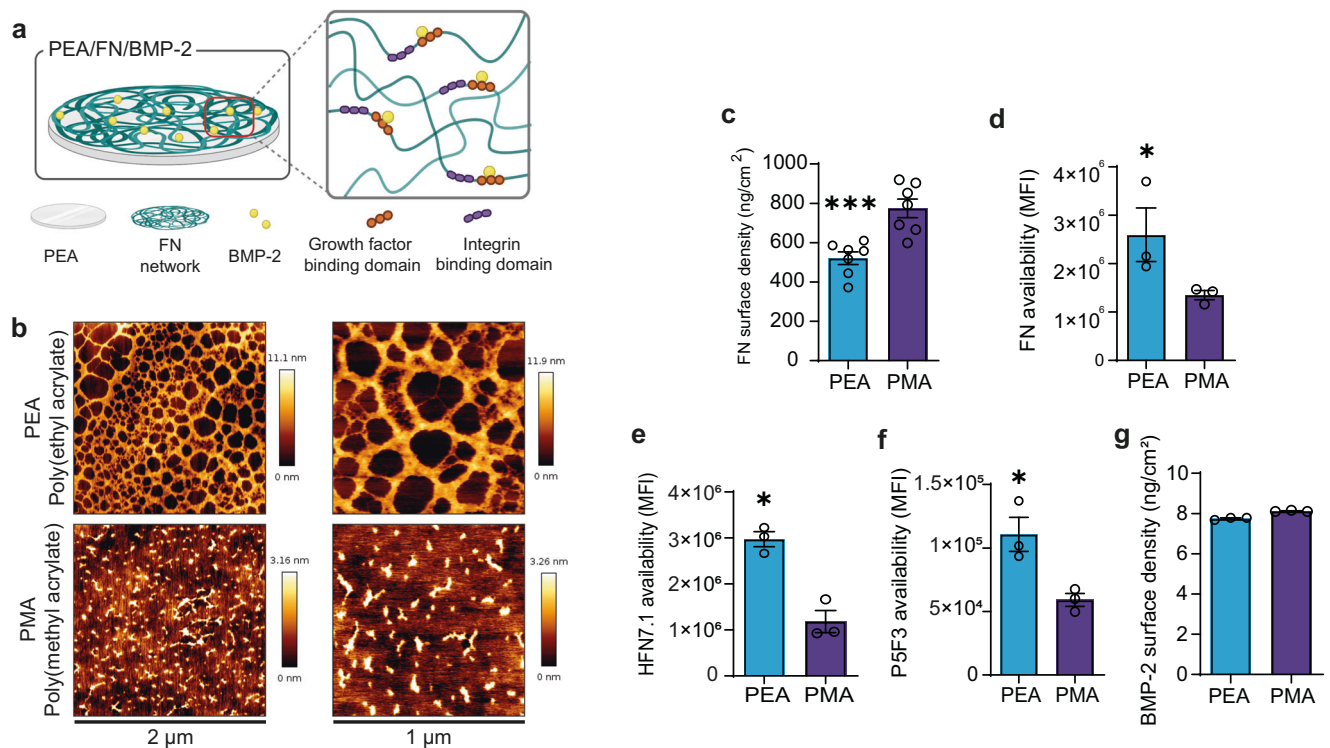 a
PEA/FN/BMP-2
PEA
FN
network
BMP-2
Growth factor
binding domain
Integrin
binding domain
b
PEA
Poly(ethyl acrylate)
11.1 nm
0 nm
11.9 nm
0 nm
PMA
Poly(methyl acrylate)
3.16 nm
0 nm
3.26 nm
0 nm
2 µm
1 µm
c
FN surface density (ng/cm²)
1000
800
600
400
200
0
***
PEA
PMA
d
FN availability (MFI)
4×10⁶
3×10⁶
2×10⁶
1×10⁶
0
*
PEA
PMA
e
HFN7.1 availability (MFI)
4×10⁶
3×10⁶
2×10⁶
1×10⁶
0
*
PEA
PMA
f
P5F3 availability (MFI)
1.5×10⁵
1×10⁵
5×10⁴
0
*
PEA
PMA
g
BMP-2 surface density (ng/cm²)
10
8
6
4
2
0
PEA
PMA